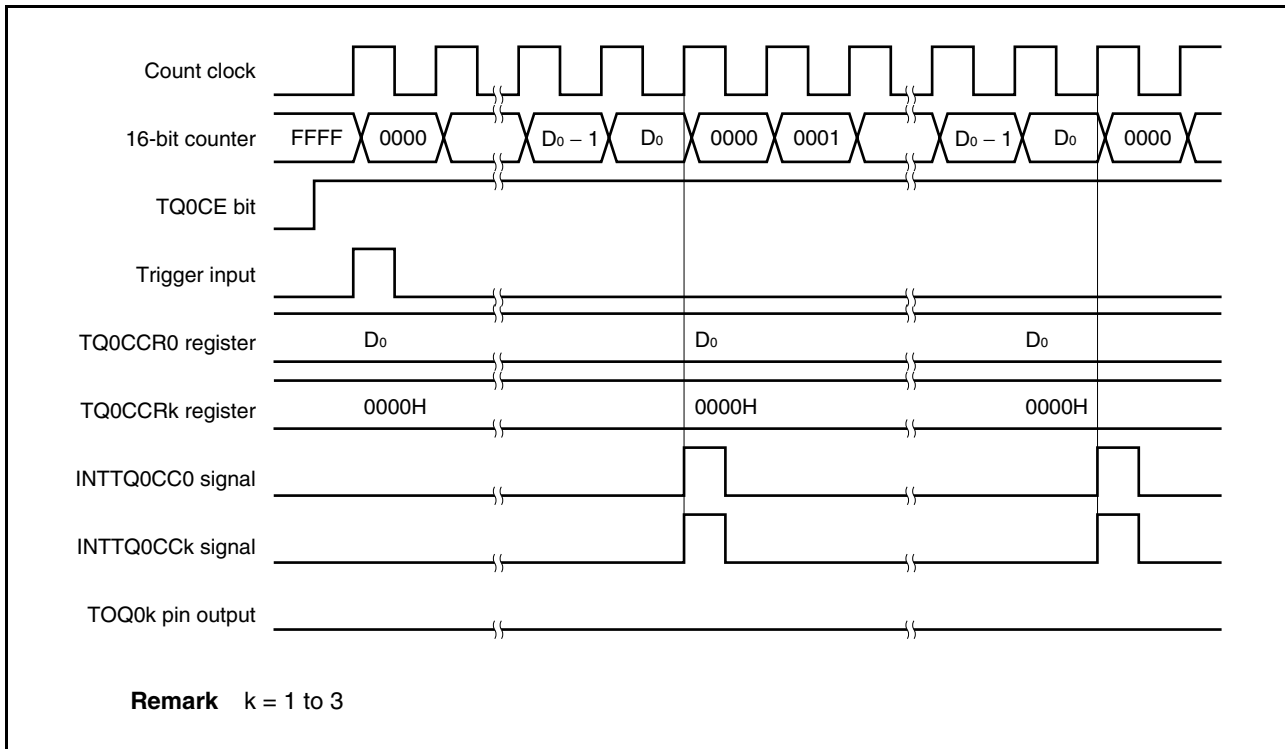 Count clock
16-bit counter FFFF 0000 D₀ − 1 D₀ 0000 0001 D₀ − 1 D₀ 0000
TQ0CE bit
Trigger input
TQ0CCR0 register D₀ D₀ D₀
TQ0CCRk register 0000H 0000H 0000H
INTTQ0CC0 signal
INTTQ0CCk signal
TOQ0k pin output
Remark k = 1 to 3